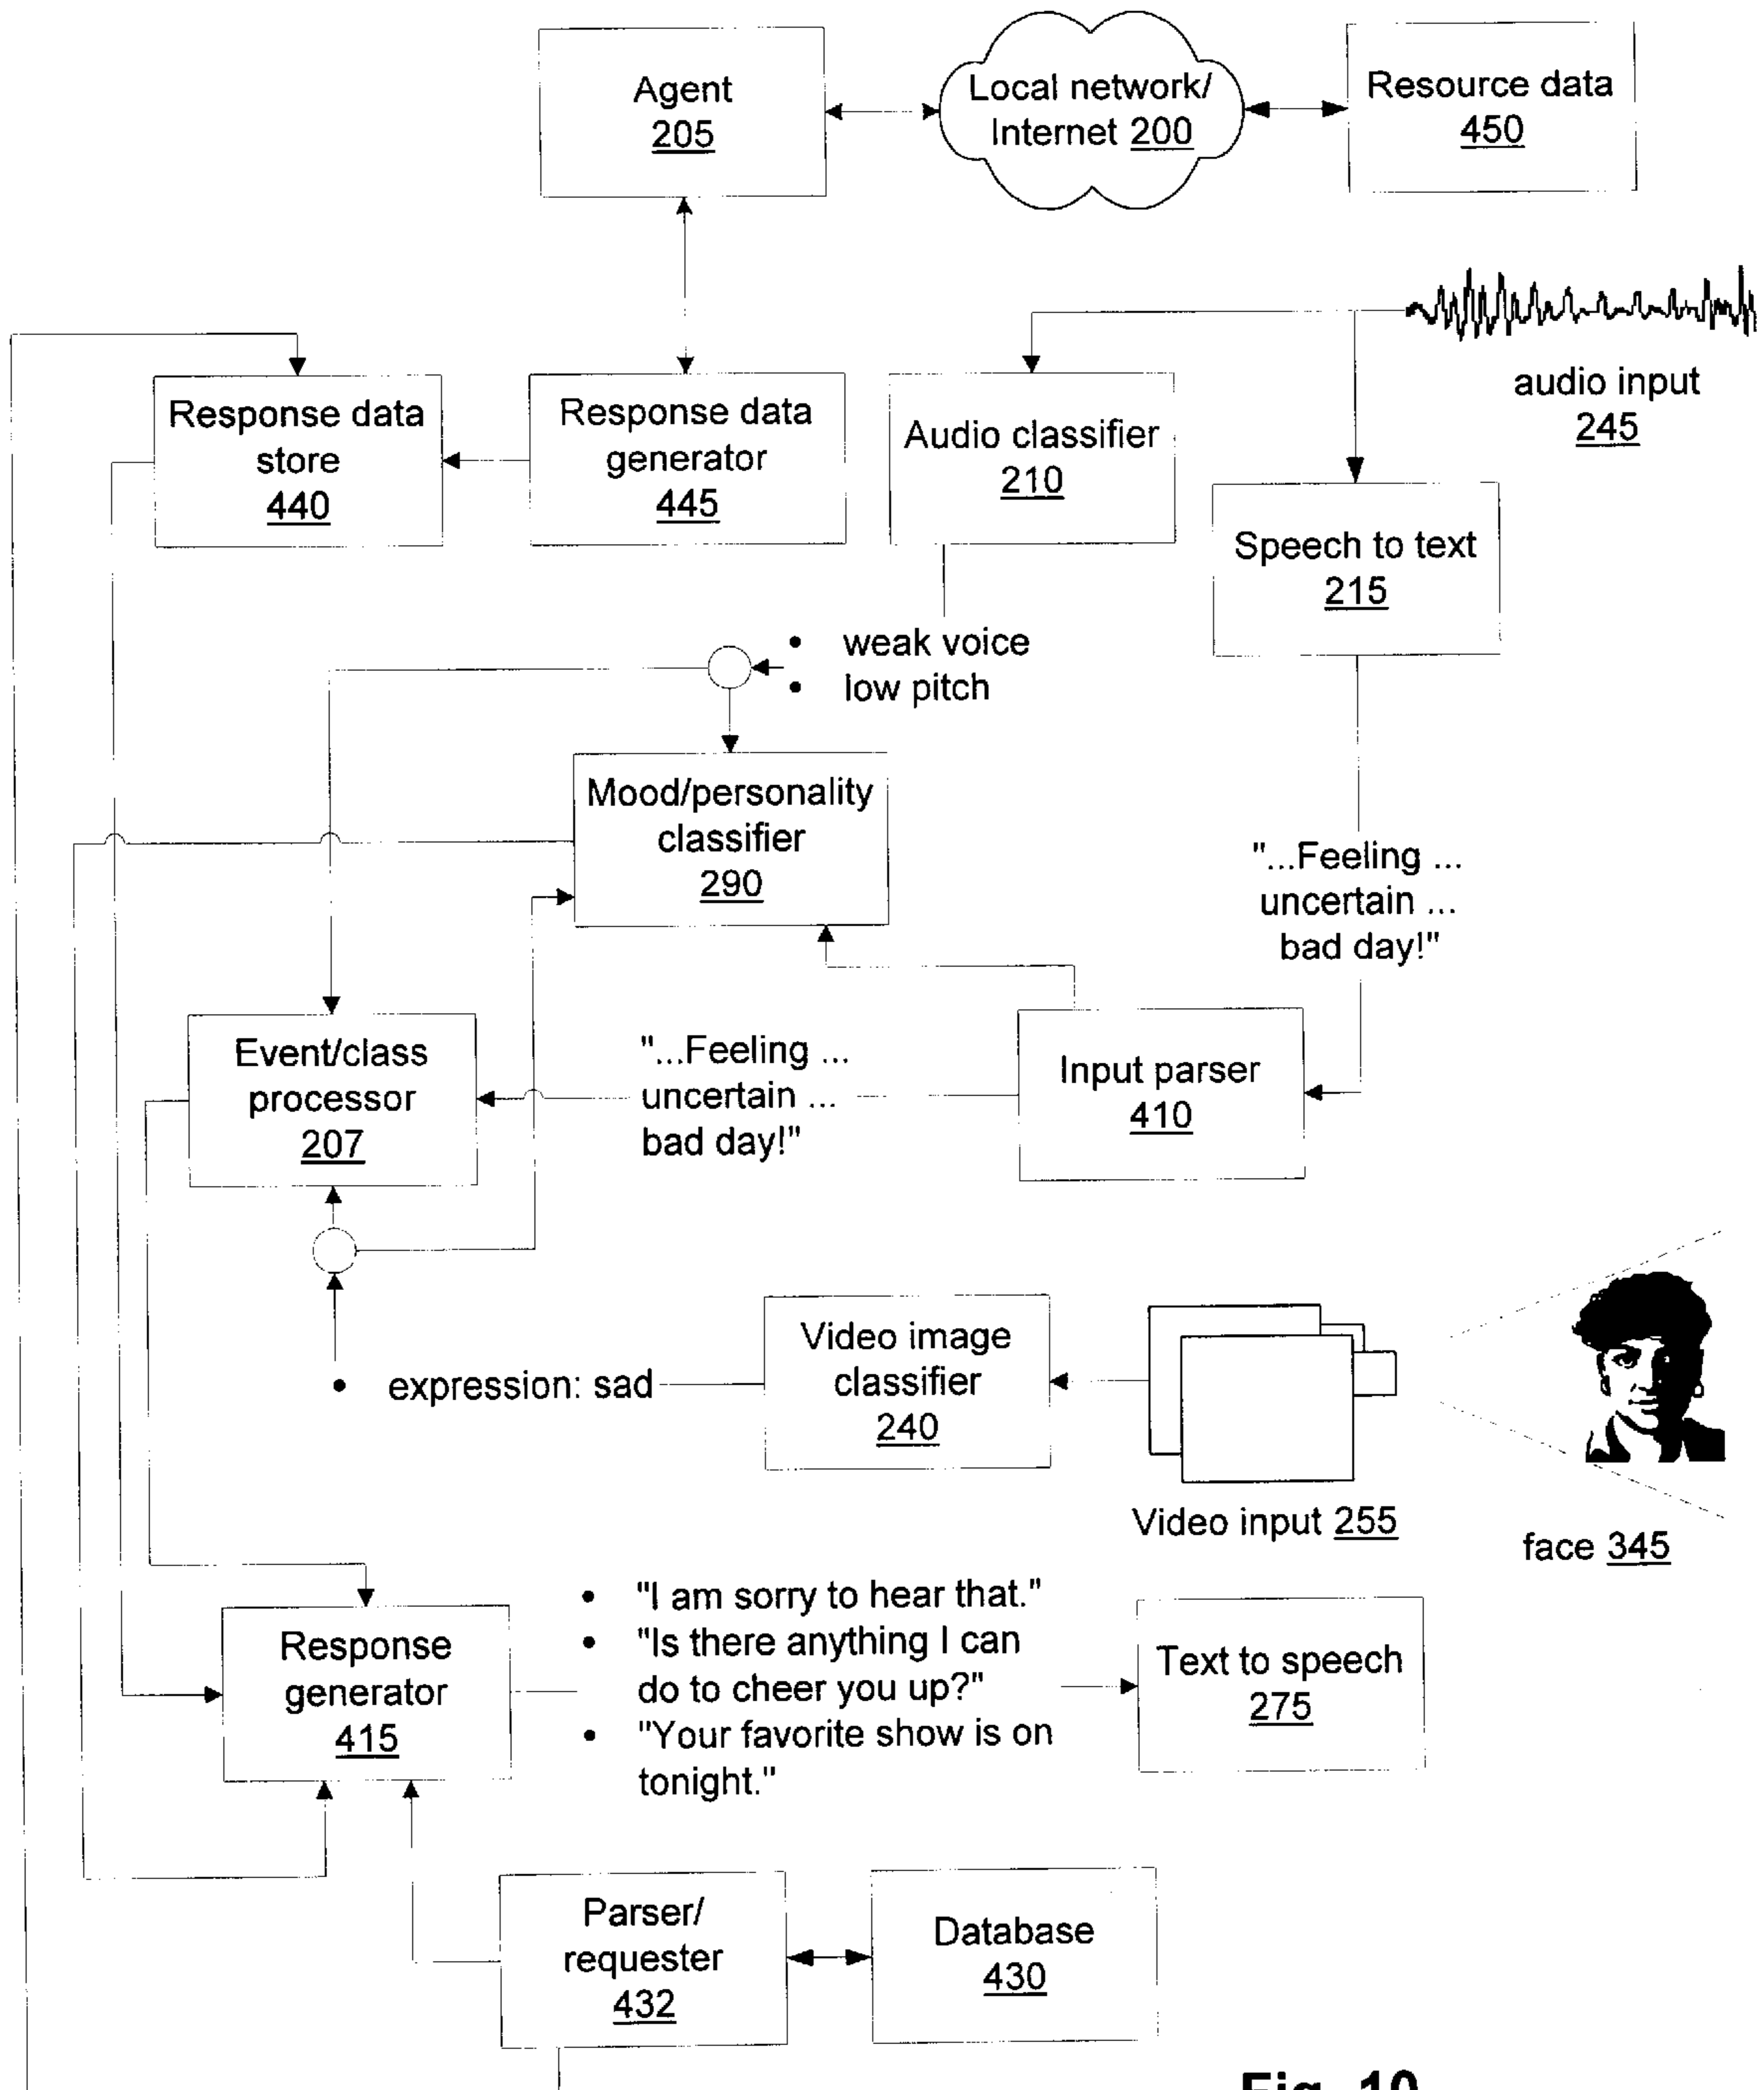 Agent
205
Local network/
Internet 200
Resource data
450
audio input
245
Response data
store
440
Response data
generator
445
Audio classifier
210
Speech to text
215
• weak voice
• low pitch
Mood/personality
classifier
290
"...Feeling ...
uncertain ...
bad day!"
Event/class
processor
207
"...Feeling ...
uncertain ...
bad day!"
Input parser
410
• expression: sad
Video image
classifier
240
Video input 255
face 345
Response
generator
415
• "I am sorry to hear that."
• "Is there anything I can
do to cheer you up?"
• "Your favorite show is on
tonight."
Text to speech
275
Parser/
requester
432
Database
430
Fig. 10